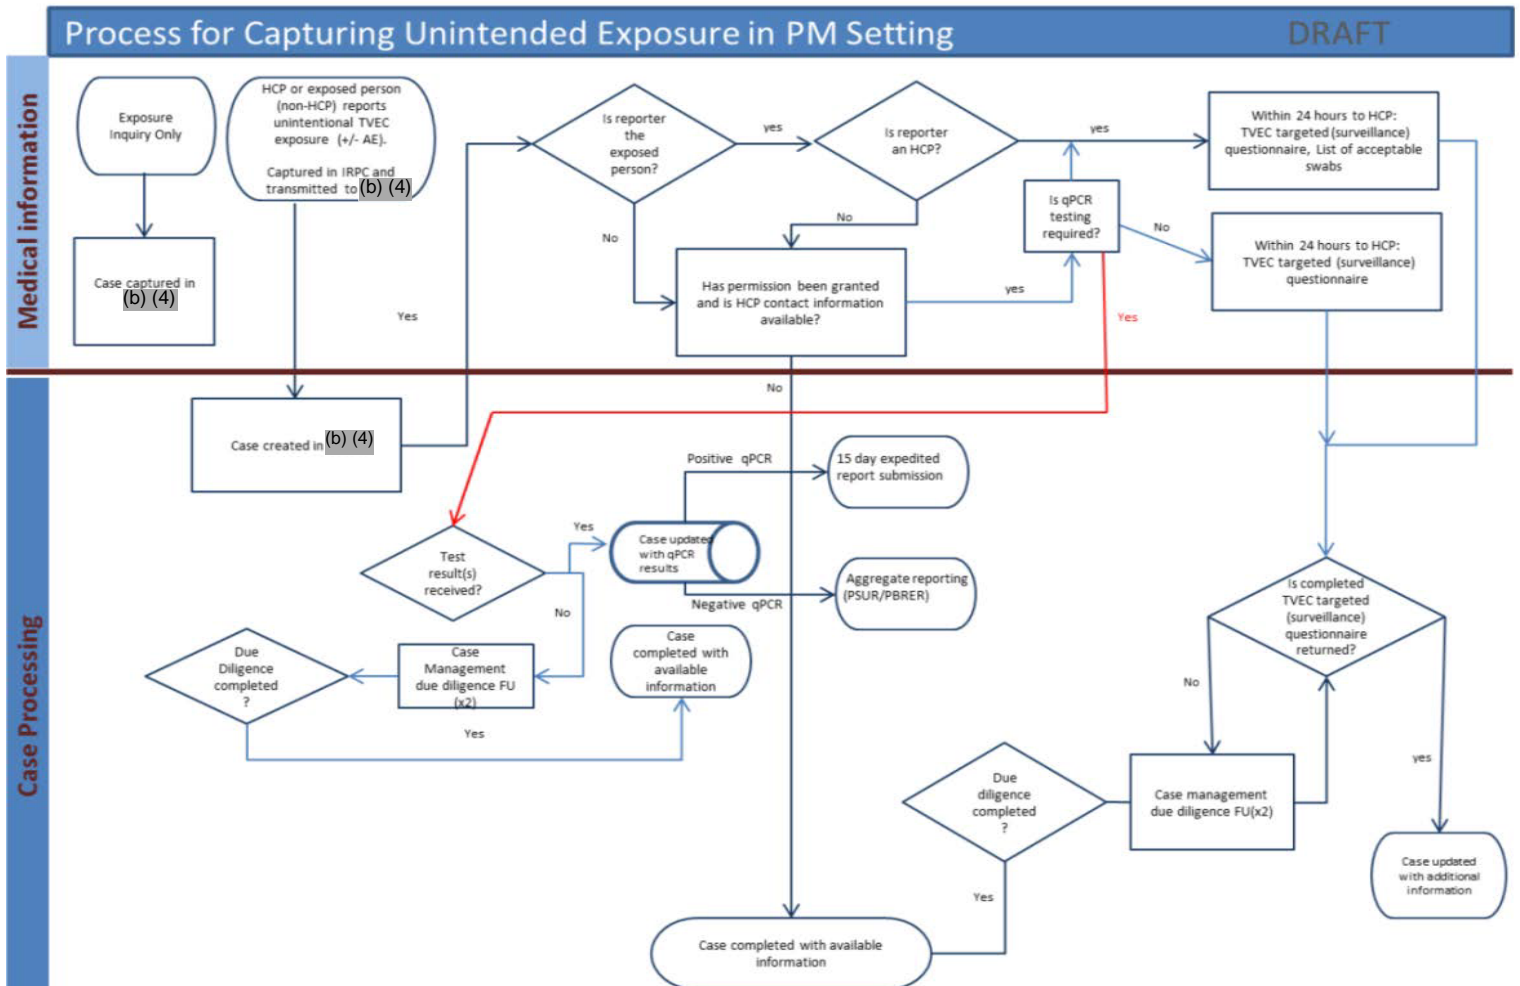 Process for Capturing Unintended Exposure in PM Setting
DRAFT
Medical information
Exposure
Inquiry Only
Case captured in
(b) (4)
HCP or exposed person
(non-HCP) reports
unintentional TVEC
exposure (+/- AE).
Captured in IRPC and
transmitted to (b) (4)
Yes
Is reporter
the
exposed
person?
yes
No
Is reporter
an HCP?
yes
No
Has permission been granted
and is HCP contact information
available?
yes
Is qPCR
testing
required?
No
Yes
Within 24 hours to HCP:
TVEC targeted (surveillance)
questionnaire, List of acceptable
swabs
Within 24 hours to HCP:
TVEC targeted (surveillance)
questionnaire
Case Processing
No
Case created in (b) (4)
Test
result(s)
received?
Yes
No
Case updated
with qPCR
results
Positive qPCR
15 day expedited
report submission
Negative qPCR
Aggregate reporting
(PSUR/PBRER)
Case
Management
due diligence FU
(x2)
Due
Diligence
completed
?
Yes
Case
completed with
available
information
Is completed
TVEC targeted
(surveillance)
questionnaire
returned?
No
yes
Case management
due diligence FU(x2)
Due
diligence
completed
?
Yes
Case updated
with additional
information
Case completed with available
information